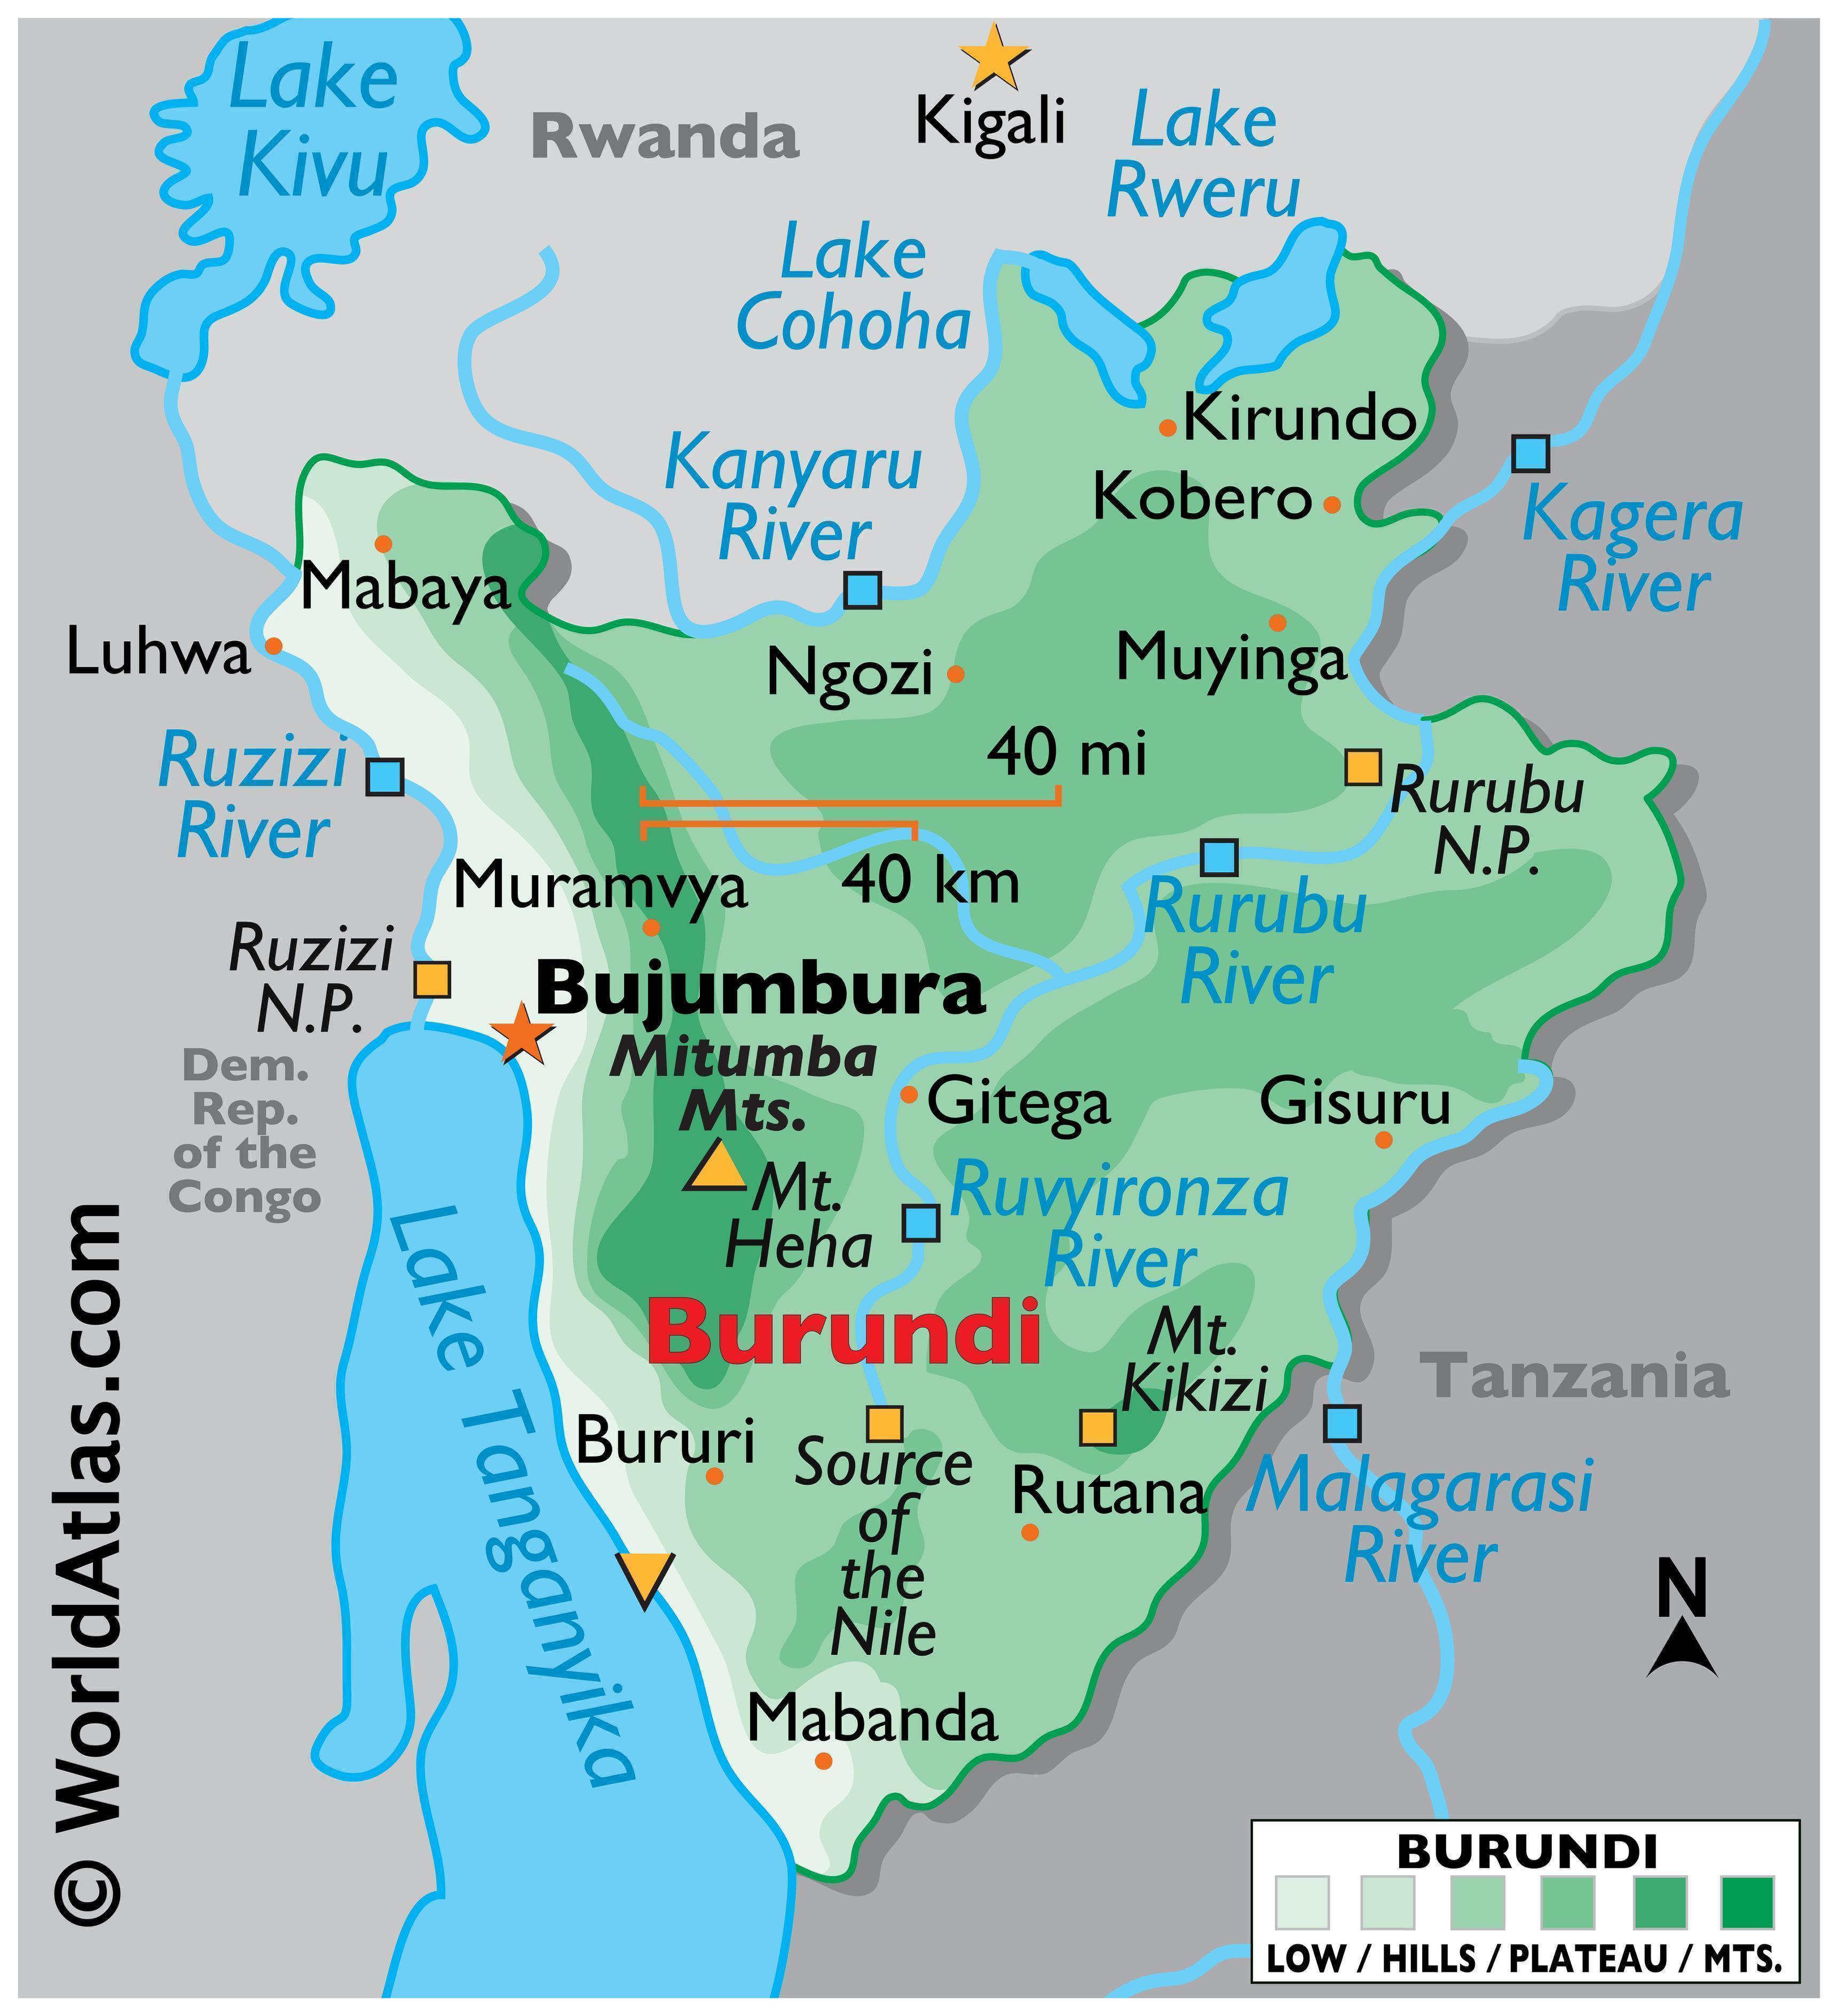 Lake
Kivu
Rwanda
Kigali
Lake
Rweru
Lake
Cohoha
Kirundo
Kanyaru
River
Kobero
Kagera
River
Mabaya
Luhwa
Ngozi
Muyinga
Ruzizi
River
40 mi
Rurubu
N.P.
40 km
Muramvya
Rurubu
River
Ruzizi
N.P.
Bujumbura
Mitumba
Mts.
Dem.
Rep.
of the
Congo
Gitega
Gisuru
Mt.
Heha
Ruvvironza
River
Lake Tanganyika
Burundi
Mt.
Kikizi
Tanzania
Bururi
Source
of
the
Nile
Rutana
Malagarasi
River
N
Mabanda
© WorldAtlas.com
BURUNDI
LOW / HILLS / PLATEAU / MTS.